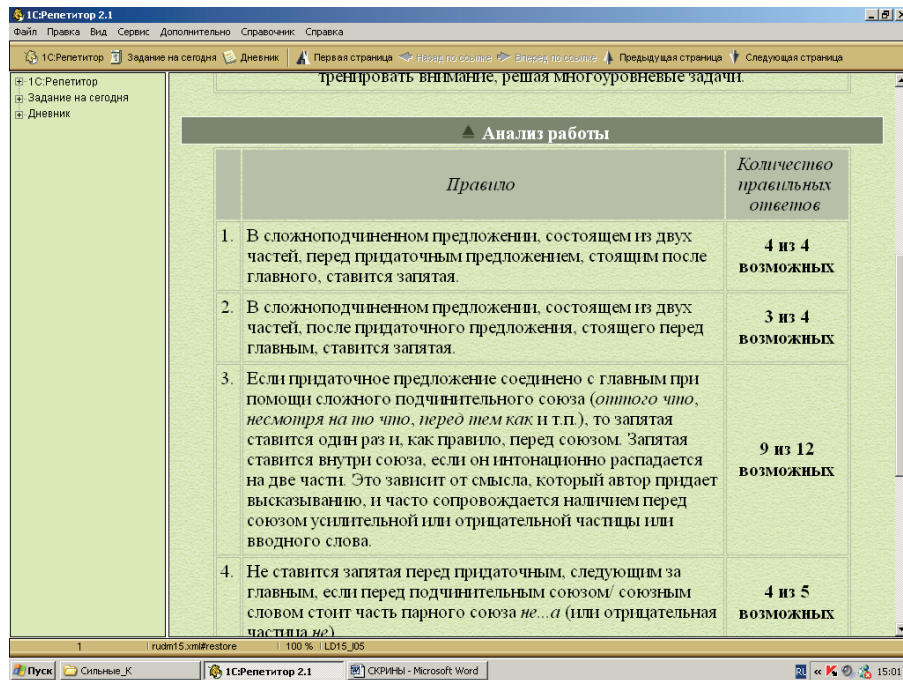 1С:Репетитор 2.1
Файл Правка Вид Сервис Дополнительно Справочник Справка
1С:Репетитор Задание на сегодня Дневник Первая страница Назад по ссылке Вперед по ссылке Предыдущая страница Следующая страница
1С:Репетитор
Задание на сегодня
Дневник
тренировать внимание, решая многоуровневые задачи.
Анализ работы
Правило
Количество
правильных
ответов
1. В сложноподчиненном предложении, состоящем из двух
частей, перед придаточным предложением, стоящим после
главного, ставится запятая.
4 из 4
возможных
2. В сложноподчиненном предложении, состоящем из двух
частей, после придаточного предложения, стоящего перед
главным, ставится запятая.
3 из 4
возможных
3. Если придаточное предложение соединено с главным при
помощи сложного подчинительного союза (оттого что,
несмотря на то что, перед тем как и т.п.), то запятая
ставится один раз и, как правило, перед союзом. Запятая
ставится внутри союза, если он интонационно распадается
на две части. Это зависит от смысла, который автор придает
высказыванию, и часто сопровождается наличием перед
союзом усилительной или отрицательной частицы или
вводного слова.
9 из 12
возможных
4. Не ставится запятая перед придаточным, следующим за
главным, если перед подчинительным союзом/ союзным
словом стоит часть парного союза не...а (или отрицательная
частица не)
4 из 5
возможных
1 rudm15.xml#restore 100 % LD15_I05
Пуск Сильные_К 1С:Репетитор 2.1 СКРИНЫ - Microsoft Word RU 15:01